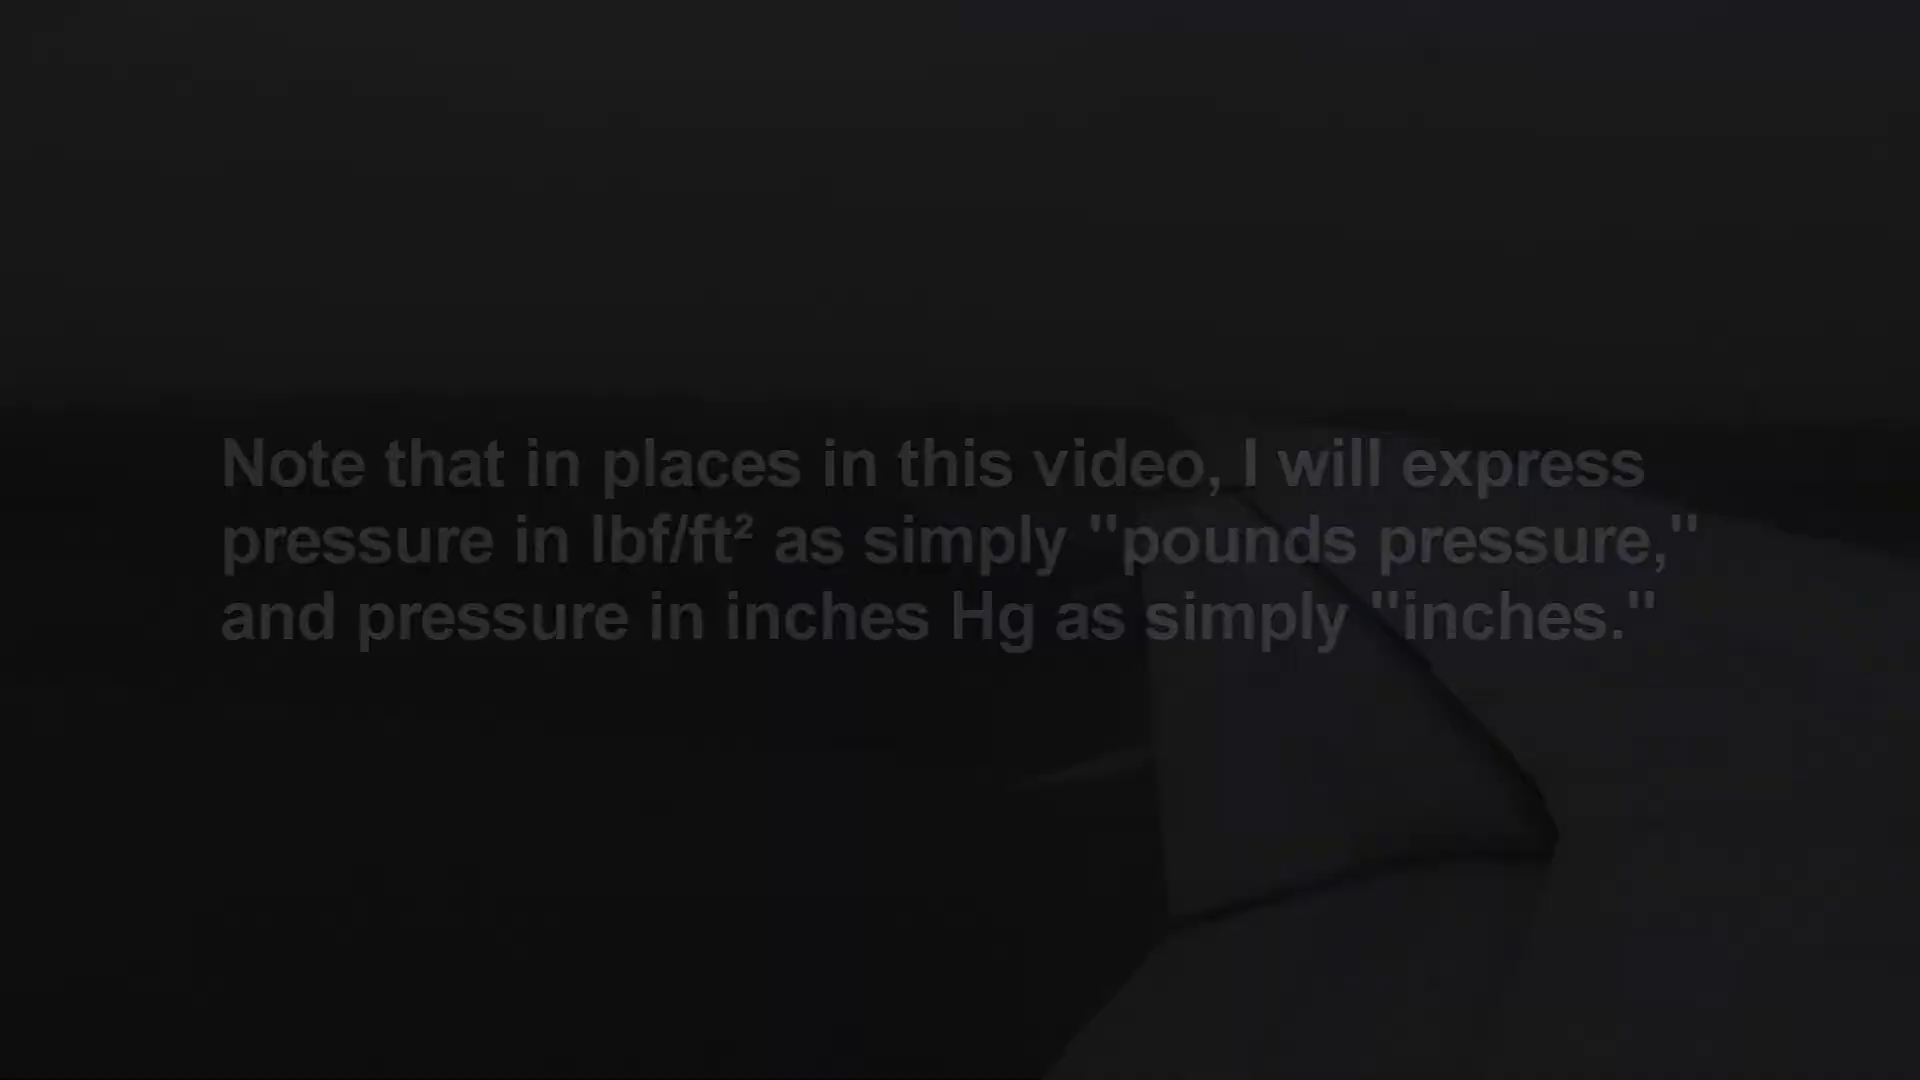 Note that in places in this video, I will express
pressure in lbf/ft² as simply "pounds pressure,"
and pressure in inches Hg as simply "inches."